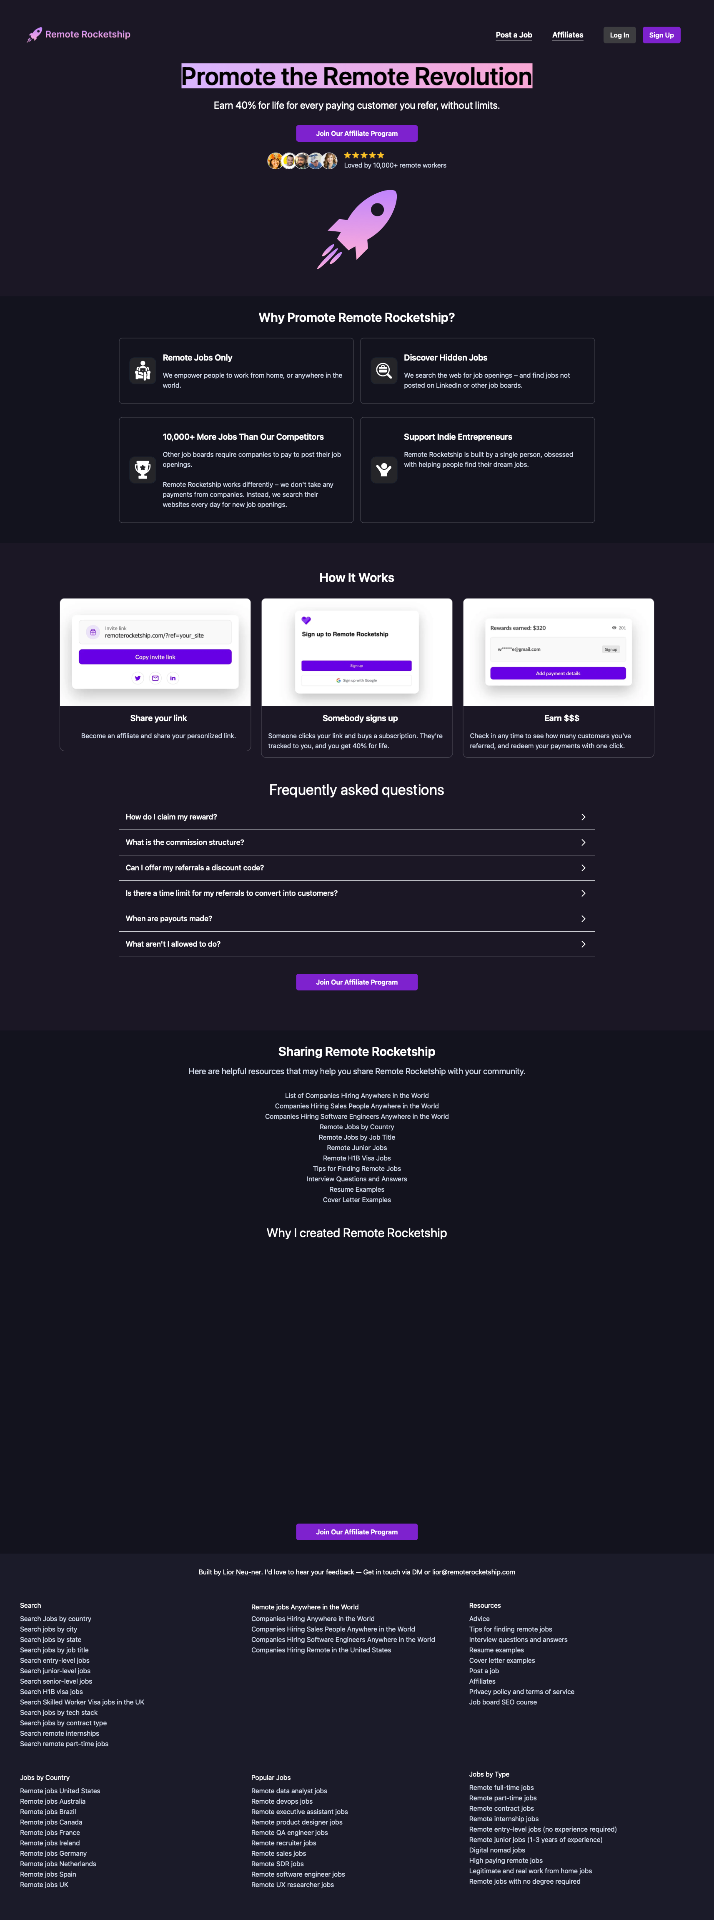 Remote Rocketship
Post a Job
Affiliates
Log In
Sign Up
Promote the Remote Revolution
Earn 40% for life for every paying customer you refer, without limits.
Join Our Affiliate Program
Loved by 10,000+ remote workers
Why Promote Remote Rocketship?
Remote Jobs Only
We empower people to work from home, or anywhere in the
world.
Discover Hidden Jobs
We search the web for job openings – and find jobs not
posted on LinkedIn or other job boards.
10,000+ More Jobs Than Our Competitors
Other job boards require companies to pay to post their job
openings.
Remote Rocketship works differently – we don't take any
payments from companies. Instead, we search their
websites every day for new job openings.
Support Indie Entrepreneurs
Remote Rocketship is built by a single person, obsessed
with helping people find their dream jobs.
How it Works
Invite link
remoterocketship.com/?ref=your_site
Copy invite link
Share your link
Become an affiliate and share your personlized link.
Sign up to Remote Rocketship
Sign up
Sign up with Google
Somebody signs up
Someone clicks your link and buys a subscription. They're
tracked to you, and you get 40% for life.
Rewards earned: $320
w*****e@gmail.com
Sign up
Add payment details
Earn $$$
Check in any time to see how many customers you've
referred, and redeem your payments with one click.
Frequently asked questions
How do I claim my reward?
What is the commission structure?
Can I offer my referrals a discount code?
Is there a time limit for my referrals to convert into customers?
When are payouts made?
What aren't I allowed to do?
Join Our Affiliate Program
Sharing Remote Rocketship
Here are helpful resources that may help you share Remote Rocketship with your community.
List of Companies Hiring Anywhere in the World
Companies Hiring Sales People Anywhere in the World
Companies Hiring Software Engineers Anywhere in the World
Remote Jobs by Country
Remote Jobs by Job Title
Remote Junior Jobs
Remote H1B Visa Jobs
Tips for Finding Remote Jobs
Interview Questions and Answers
Resume Examples
Cover Letter Examples
Why I created Remote Rocketship
Join Our Affiliate Program
Built by Lior Neu-ner. I'd love to hear your feedback — Get in touch via DM or lior@remoterocketship.com
Search
Search Jobs by country
Search jobs by city
Search jobs by state
Search jobs by job title
Search entry-level jobs
Search junior-level jobs
Search senior-level jobs
Search H1B visa jobs
Search Skilled Worker Visa jobs in the UK
Search jobs by tech stack
Search jobs by contract type
Search remote internships
Search remote part-time jobs
Remote jobs Anywhere in the World
Companies Hiring Anywhere in the World
Companies Hiring Sales People Anywhere in the World
Companies Hiring Software Engineers Anywhere in the World
Companies Hiring Remote in the United States
Resources
Advice
Tips for finding remote jobs
Interview questions and answers
Resume examples
Cover letter examples
Post a job
Affiliates
Privacy policy and terms of service
Job board SEO course
Jobs by Country
Remote jobs United States
Remote jobs Australia
Remote jobs Brazil
Remote jobs Canada
Remote jobs France
Remote jobs Ireland
Remote jobs Germany
Remote jobs Netherlands
Remote jobs Spain
Remote jobs UK
Popular Jobs
Remote data analyst jobs
Remote devops jobs
Remote executive assistant jobs
Remote product designer jobs
Remote QA engineer jobs
Remote recruiter jobs
Remote sales jobs
Remote SDR jobs
Remote software engineer jobs
Remote UX researcher jobs
Jobs by Type
Remote full-time jobs
Remote part-time jobs
Remote contract jobs
Remote internship jobs
Remote entry-level jobs (no experience required)
Remote junior jobs (1-3 years of experience)
Digital nomad jobs
High paying remote jobs
Legitimate and real work from home jobs
Remote jobs with no degree required